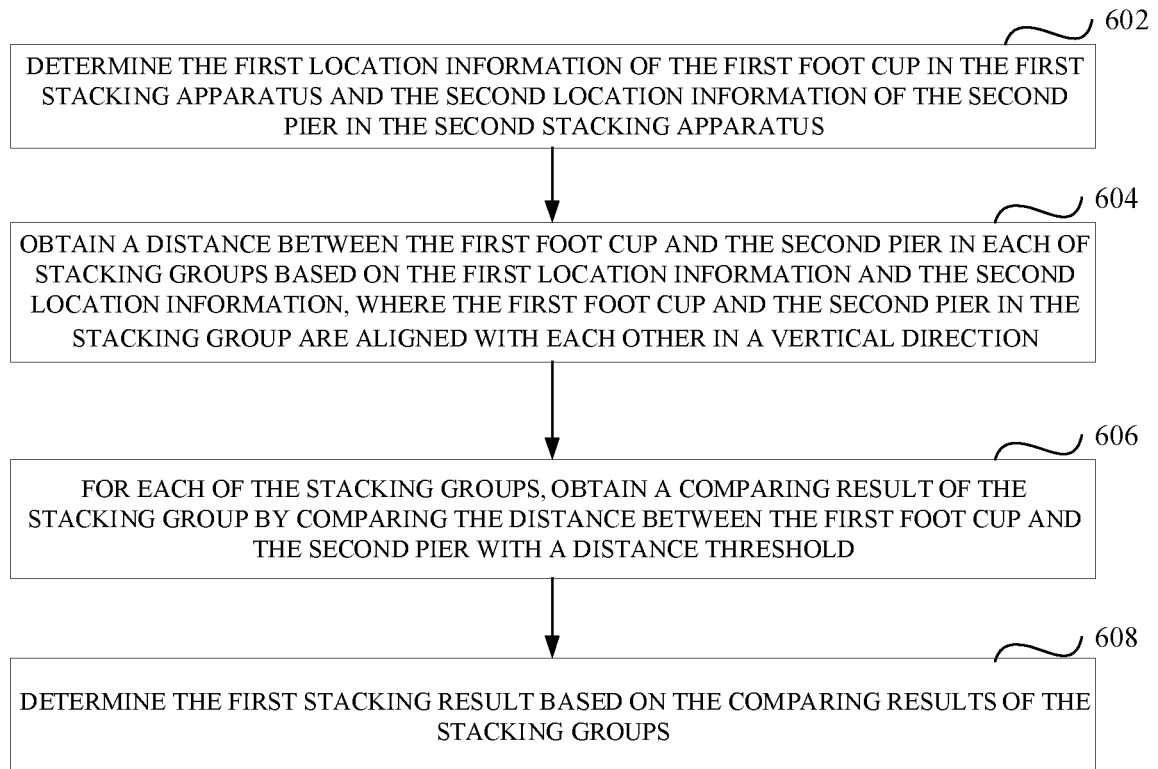 602
DETERMINE THE FIRST LOCATION INFORMATION OF THE FIRST FOOT CUP IN THE FIRST
STACKING APPARATUS AND THE SECOND LOCATION INFORMATION OF THE SECOND
PIER IN THE SECOND STACKING APPARATUS
604
OBTAIN A DISTANCE BETWEEN THE FIRST FOOT CUP AND THE SECOND PIER IN EACH OF
STACKING GROUPS BASED ON THE FIRST LOCATION INFORMATION AND THE SECOND
LOCATION INFORMATION, WHERE THE FIRST FOOT CUP AND THE SECOND PIER IN THE
STACKING GROUP ARE ALIGNED WITH EACH OTHER IN A VERTICAL DIRECTION
606
FOR EACH OF THE STACKING GROUPS, OBTAIN A COMPARING RESULT OF THE
STACKING GROUP BY COMPARING THE DISTANCE BETWEEN THE FIRST FOOT CUP AND
THE SECOND PIER WITH A DISTANCE THRESHOLD
608
DETERMINE THE FIRST STACKING RESULT BASED ON THE COMPARING RESULTS OF THE
STACKING GROUPS